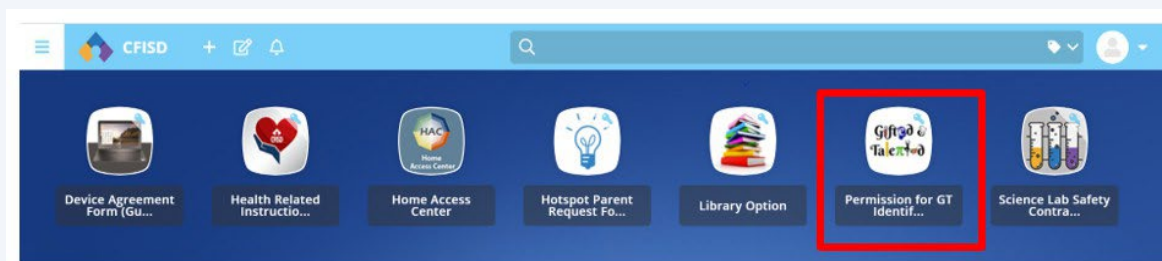 CFISD
HAC
Home
Access Center
Gifted &
Talented
Device Agreement
Form (Gu...
Health Related
Instructio...
Home Access
Center
Hotspot Parent
Request Fo...
Library Option
Permission for GT
Identif...
Science Lab Safety
Contra...